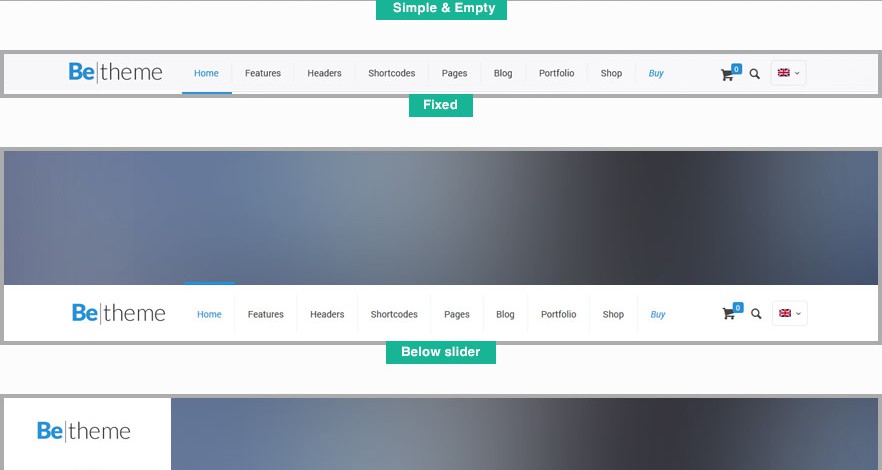 Simple & Empty
Be|theme Home Features Headers Shortcodes Pages Blog Portfolio Shop Buy 0
Fixed
Be|theme Home Features Headers Shortcodes Pages Blog Portfolio Shop Buy 0
Below slider
Be|theme